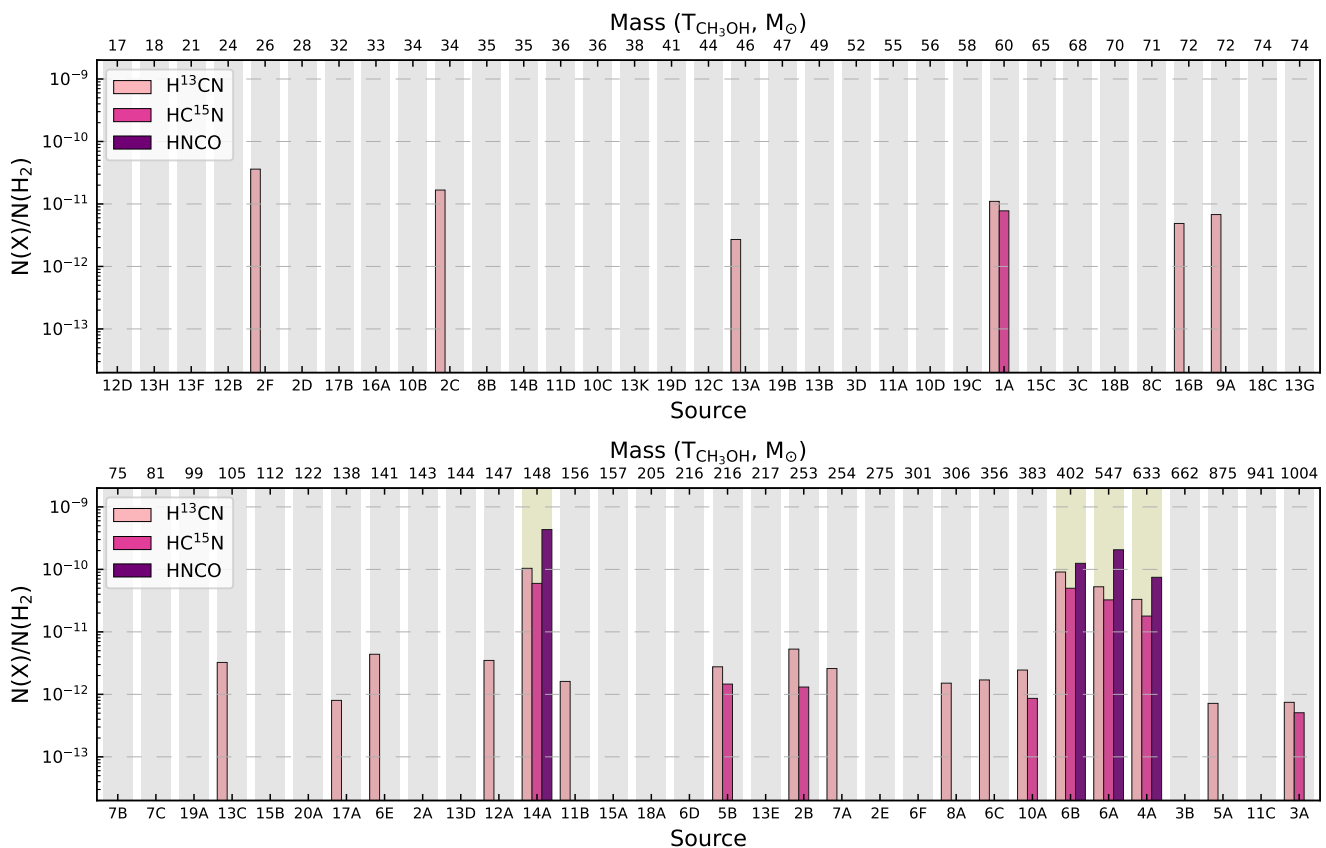 Mass (T_CH₃OH, M⊙)
17 18 21 24 26 28 32 33 34 34 35 35 36 36 38 41 44 46 47 49 52 55 56 58 60 65 68 70 71 72 72 74 74
10⁻⁹
10⁻¹⁰
10⁻¹¹
10⁻¹²
10⁻¹³
N(X)/N(H₂)
H¹³CN
HC¹⁵N
HNCO
12D 13H 13F 12B 2F 2D 17B 16A 10B 2C 8B 14B 11D 10C 13K 19D 12C 13A 19B 13B 3D 11A 10D 19C 1A 15C 3C 18B 8C 16B 9A 18C 13G
Source
Mass (T_CH₃OH, M⊙)
75 81 99 105 112 122 138 141 143 144 147 148 156 157 205 216 216 217 253 254 275 301 306 356 383 402 547 633 662 875 941 1004
10⁻⁹
10⁻¹⁰
10⁻¹¹
10⁻¹²
10⁻¹³
N(X)/N(H₂)
H¹³CN
HC¹⁵N
HNCO
7B 7C 19A 13C 15B 20A 17A 6E 2A 13D 12A 14A 11B 15A 18A 6D 5B 13E 2B 7A 2E 6F 8A 6C 10A 6B 6A 4A 3B 5A 11C 3A
Source